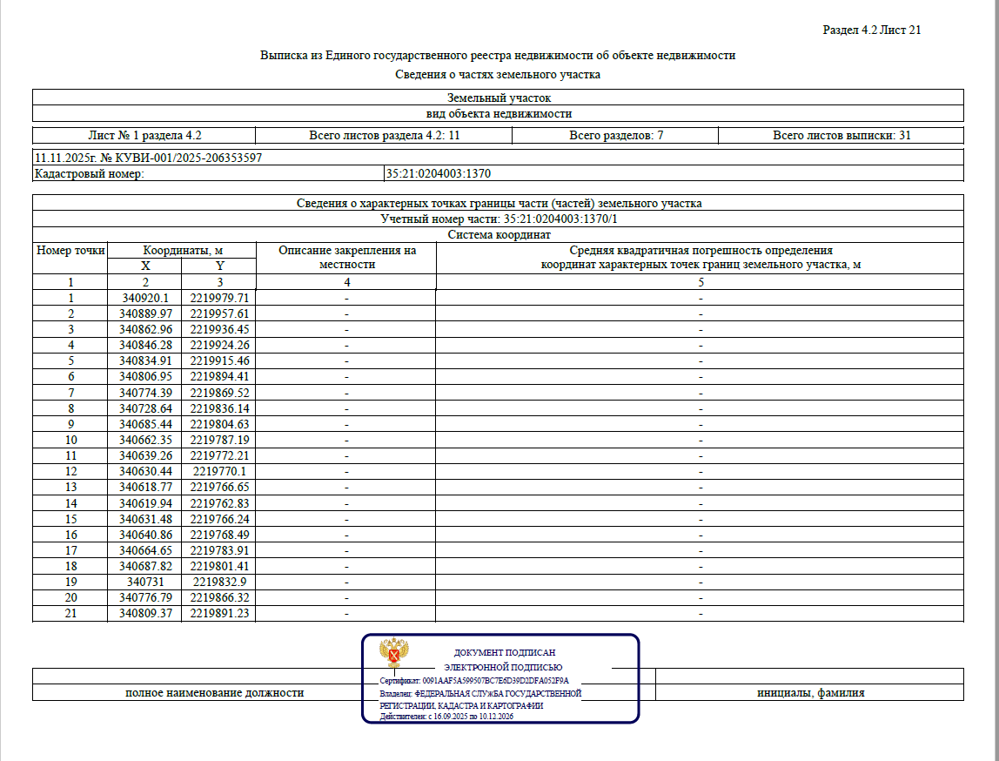 Раздел 4.2 Лист 21
Выписка из Единого государственного реестра недвижимости об объекте недвижимости
Сведения о частях земельного участка
Земельный участок
вид объекта недвижимости
Лист № 1 раздела 4.2 Всего листов раздела 4.2: 11 Всего разделов: 7 Всего листов выписки: 31
11.11.2025г. № КУВИ-001/2025-206353597
Кадастровый номер: 35:21:0204003:1370
Сведения о характерных точках границы части (частей) земельного участка
Учетный номер части: 35:21:0204003:1370/1
Система координат
Номер точки Координаты, м Описание закрепления на местности Средняя квадратичная погрешность определения координат характерных точек границ земельного участка, м
X Y
1 2 3 4 5
1 340920.1 2219979.71 - -
2 340889.97 2219957.61 - -
3 340862.96 2219936.45 - -
4 340846.28 2219924.26 - -
5 340834.91 2219915.46 - -
6 340806.95 2219894.41 - -
7 340774.39 2219869.52 - -
8 340728.64 2219836.14 - -
9 340685.44 2219804.63 - -
10 340662.35 2219787.19 - -
11 340639.26 2219772.21 - -
12 340630.44 2219770.1 - -
13 340618.77 2219766.65 - -
14 340619.94 2219762.83 - -
15 340631.48 2219766.24 - -
16 340640.86 2219768.49 - -
17 340664.65 2219783.91 - -
18 340687.82 2219801.41 - -
19 340731 2219832.9 - -
20 340776.79 2219866.32 - -
21 340809.37 2219891.23 - -
ДОКУМЕНТ ПОДПИСАН
ЭЛЕКТРОННОЙ ПОДПИСЬЮ
Сертификат: 0091AAF5A599507BC7E6D39D2DFA052F9A
Владелец: ФЕДЕРАЛЬНАЯ СЛУЖБА ГОСУДАРСТВЕННОЙ
РЕГИСТРАЦИИ, КАДАСТРА И КАРТОГРАФИИ
Действителен: с 16.09.2025 по 10.12.2026
полное наименование должности инициалы, фамилия